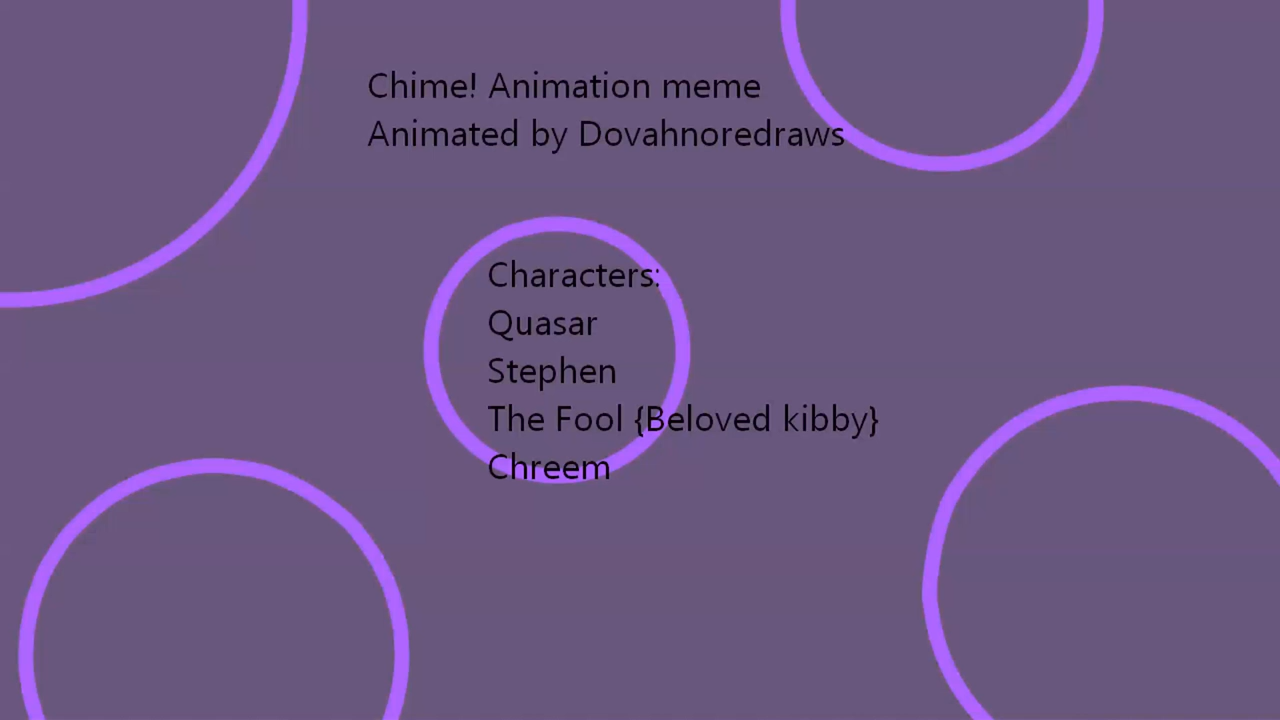 Chime! Animation meme
Animated by Dovahnoredraws
Characters:
Quasar
Stephen
The Fool {Beloved kibby}
Chreem